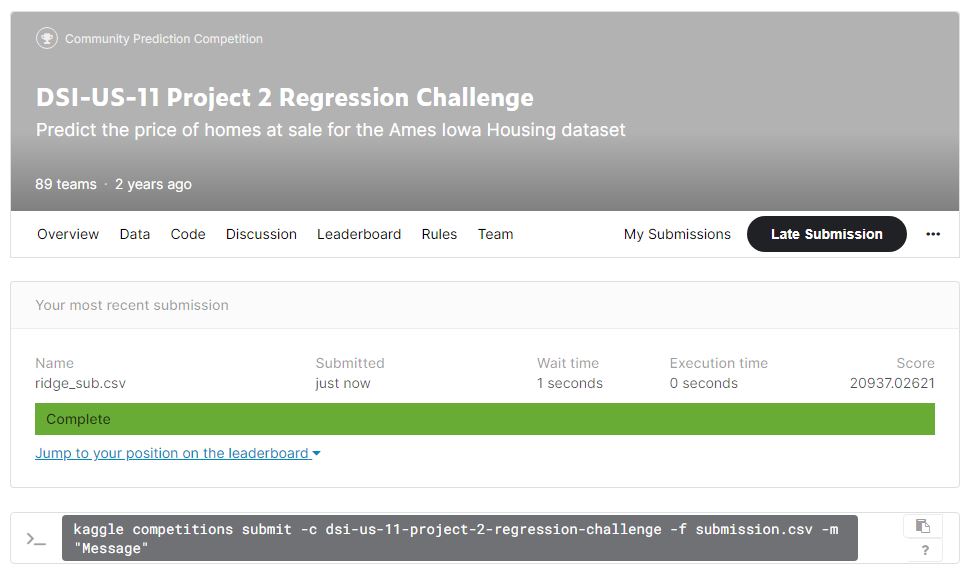 Community Prediction Competition
DSI-US-11 Project 2 Regression Challenge
Predict the price of homes at sale for the Ames Iowa Housing dataset
89 teams · 2 years ago
Overview Data Code Discussion Leaderboard Rules Team My Submissions Late Submission ...
Your most recent submission
Name Submitted Wait time Execution time Score
ridge_sub.csv just now 1 seconds 0 seconds 20937.02621
Complete
Jump to your position on the leaderboard
>_ kaggle competitions submit -c dsi-us-11-project-2-regression-challenge -f submission.csv -m
"Message"
?